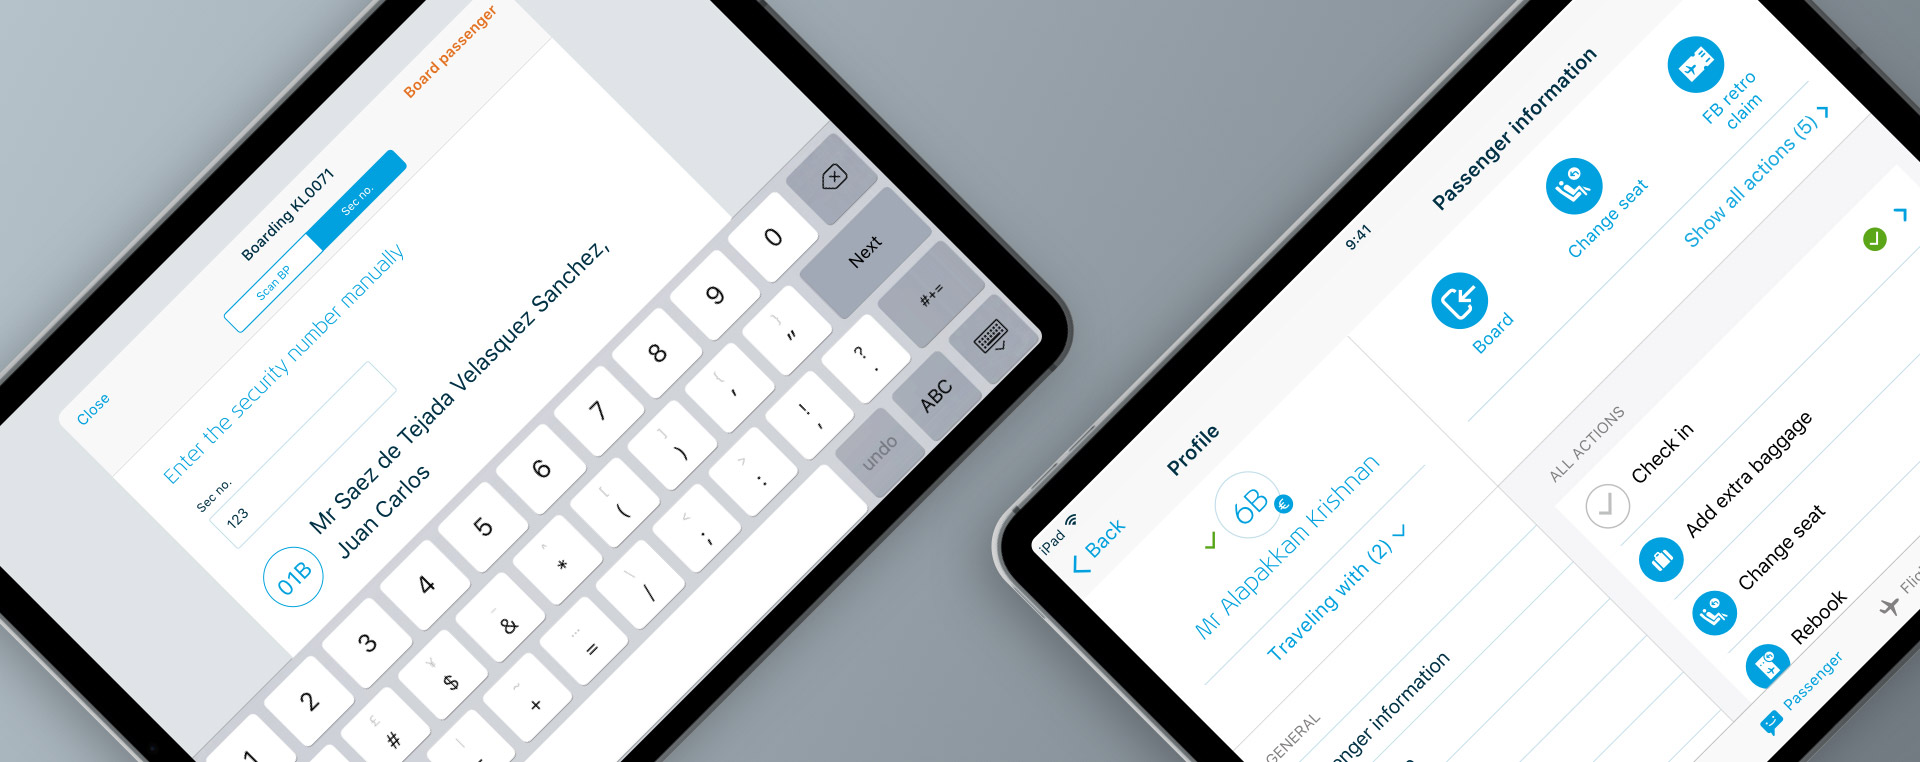 Close
Boarding KL0071
Board passenger
Scan BP
Sec no.
Enter the security number manually
Sec no.
123
01B
Mr Saez de Tejada Velasquez Sanchez,
Juan Carlos
1
2
3
4
5
6
7
8
9
0
#
£
$
¥
&
*
^
(
[
)
]
,
{
„
}
Next
+
~
=
…
/
\
;
<
:
>
!
,
?
.
#+=
undo
ABC
iPad
9:41
Back
Profile
Passenger information
6B
€
Mr Alapakkam Krishnan
Traveling with (2)
GENERAL
enger information
Board
Change seat
FB retro
claim
Show all actions (5)
ALL ACTIONS
Check in
Add extra baggage
Change seat
Rebook
Passenger